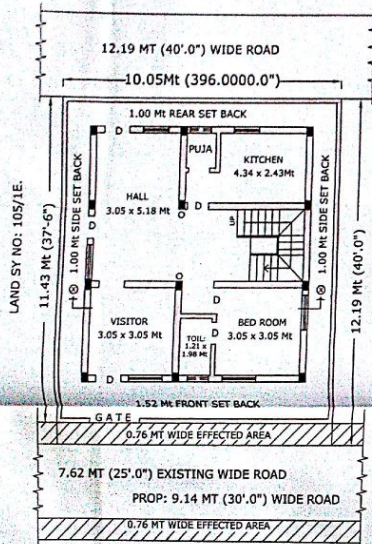 12.19 MT (40'.0") WIDE ROAD
10.05Mt (396.0000.0")
1.00 Mt REAR SET BACK
D
PUJA
KITCHEN
4.34 x 2.43Mt
HALL
3.05 x 5.18 Mt
D
D
UP
LAND SY NO: 105/1E.
11.43 Mt (37'-6")
1.00 Mt SIDE SET BACK
1.00 Mt SIDE SET BACK
12.19 Mt (40'.0")
VISITOR
3.05 x 3.05 Mt
TOIL:
1.21 x
1.98 Mt
D
D
BED ROOM
3.05 x 3.05 Mt
D
1.52 Mt FRONT SET BACK
GATE
0.76 MT WIDE EFFECTED AREA
7.62 MT (25'.0") EXISTING WIDE ROAD
PROP: 9.14 MT (30'.0") WIDE ROAD
0.76 MT WIDE EFFECTED AREA